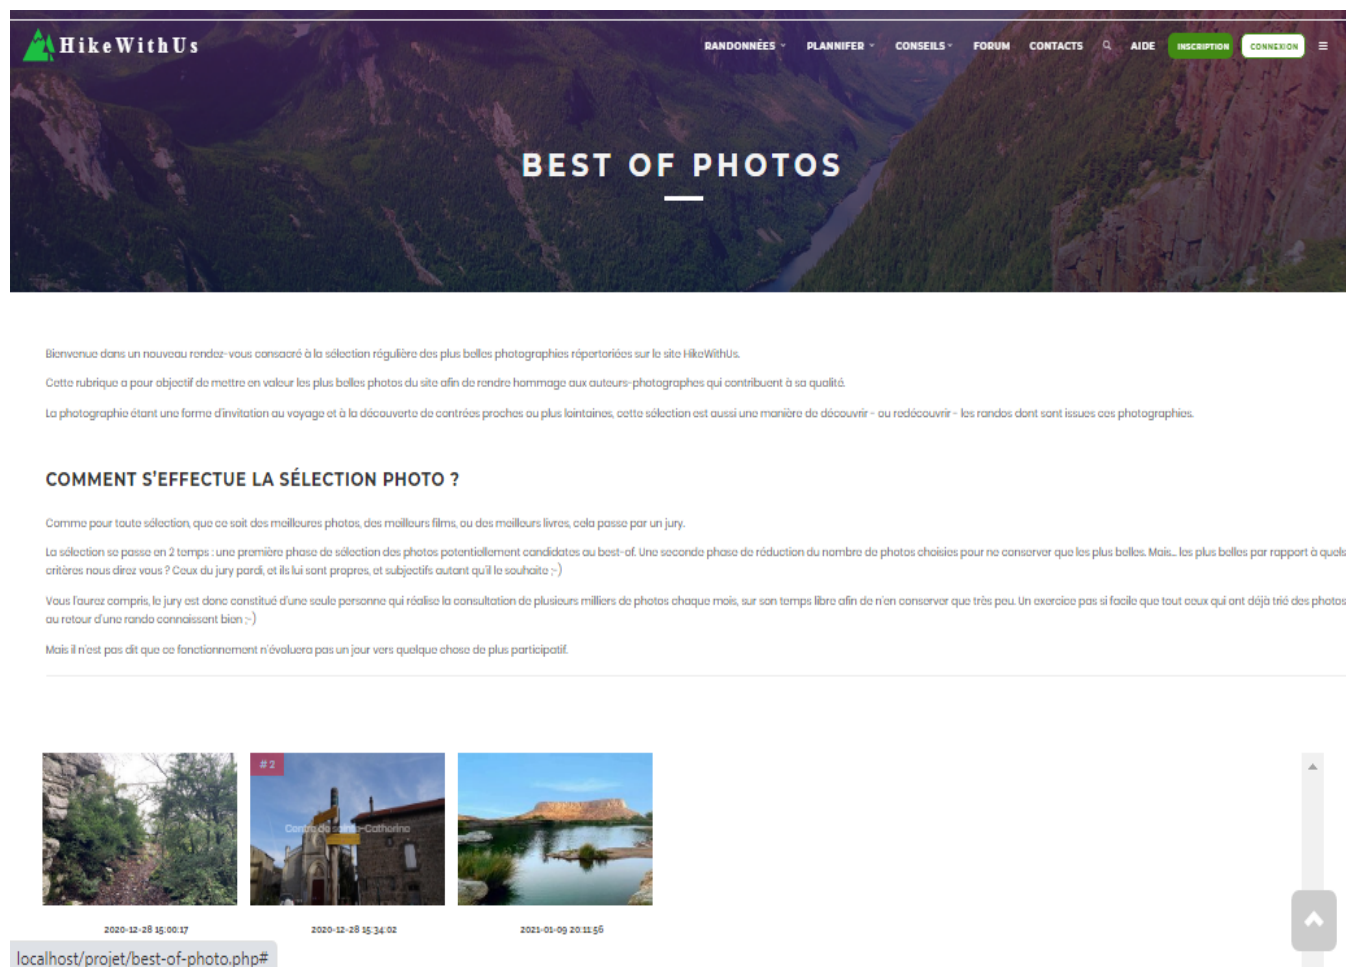 HikeWithUs
RANDONNÉES PLANNIFER CONSEILS FORUM CONTACTS AIDE INSCRIPTION CONNEXION
BEST OF PHOTOS
Bienvenue dans un nouveau rendez-vous consacré à la sélection régulière des plus belles photographies répertoriées sur le site HikeWithUs.
Cette rubrique a pour objectif de mettre en valeur les plus belles photos du site afin de rendre hommage aux auteurs-photographes qui contribuent à sa qualité.
La photographie étant une forme d'invitation au voyage et à la découverte de contrées proches ou plus lointaines, cette sélection est aussi une manière de découvrir - ou redécouvrir - les randos dont sont issues ces photographies.
COMMENT S'EFFECTUE LA SÉLECTION PHOTO ?
Comme pour toute sélection, que ce soit des meilleures photos, des meilleurs films, ou des meilleurs livres, cela passe par un jury.
La sélection se passe en 2 temps : une première phase de sélection des photos potentiellement candidates au best-of. Une seconde phase de réduction du nombre de photos choisies pour ne conserver que les plus belles. Mais... les plus belles par rapport à quels
critères nous direz vous ? Ceux du jury pardi, et ils lui sont propres, et subjectifs autant qu'il le souhaite ;-)
Vous l'aurez compris, le jury est donc constitué d'une seule personne qui réalise la consultation de plusieurs milliers de photos chaque mois, sur son temps libre afin de n'en conserver que très peu. Un exercice pas si facile que tout ceux qui ont déjà trié des photos
au retour d'une rando connaissent bien ;-)
Mais il n'est pas dit que ce fonctionnement n'évoluera pas un jour vers quelque chose de plus participatif.
#2
Centre de sainte-Catherine
2020-12-28 15:00:17 2020-12-28 15:34:02 2021-01-09 20:11:56
localhost/projet/best-of-photo.php#